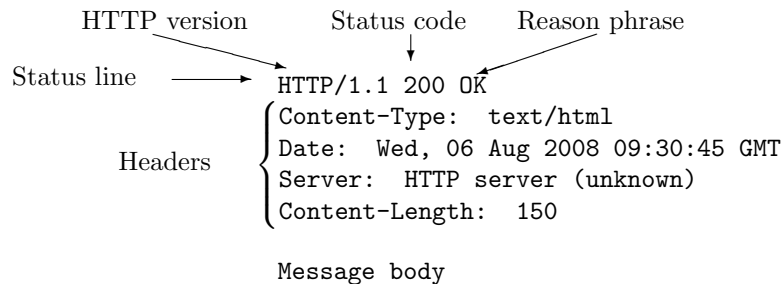 HTTP version Status code Reason phrase
Status line HTTP/1.1 200 OK
Content-Type: text/html
Date: Wed, 06 Aug 2008 09:30:45 GMT
Headers
Server: HTTP server (unknown)
Content-Length: 150
Message body